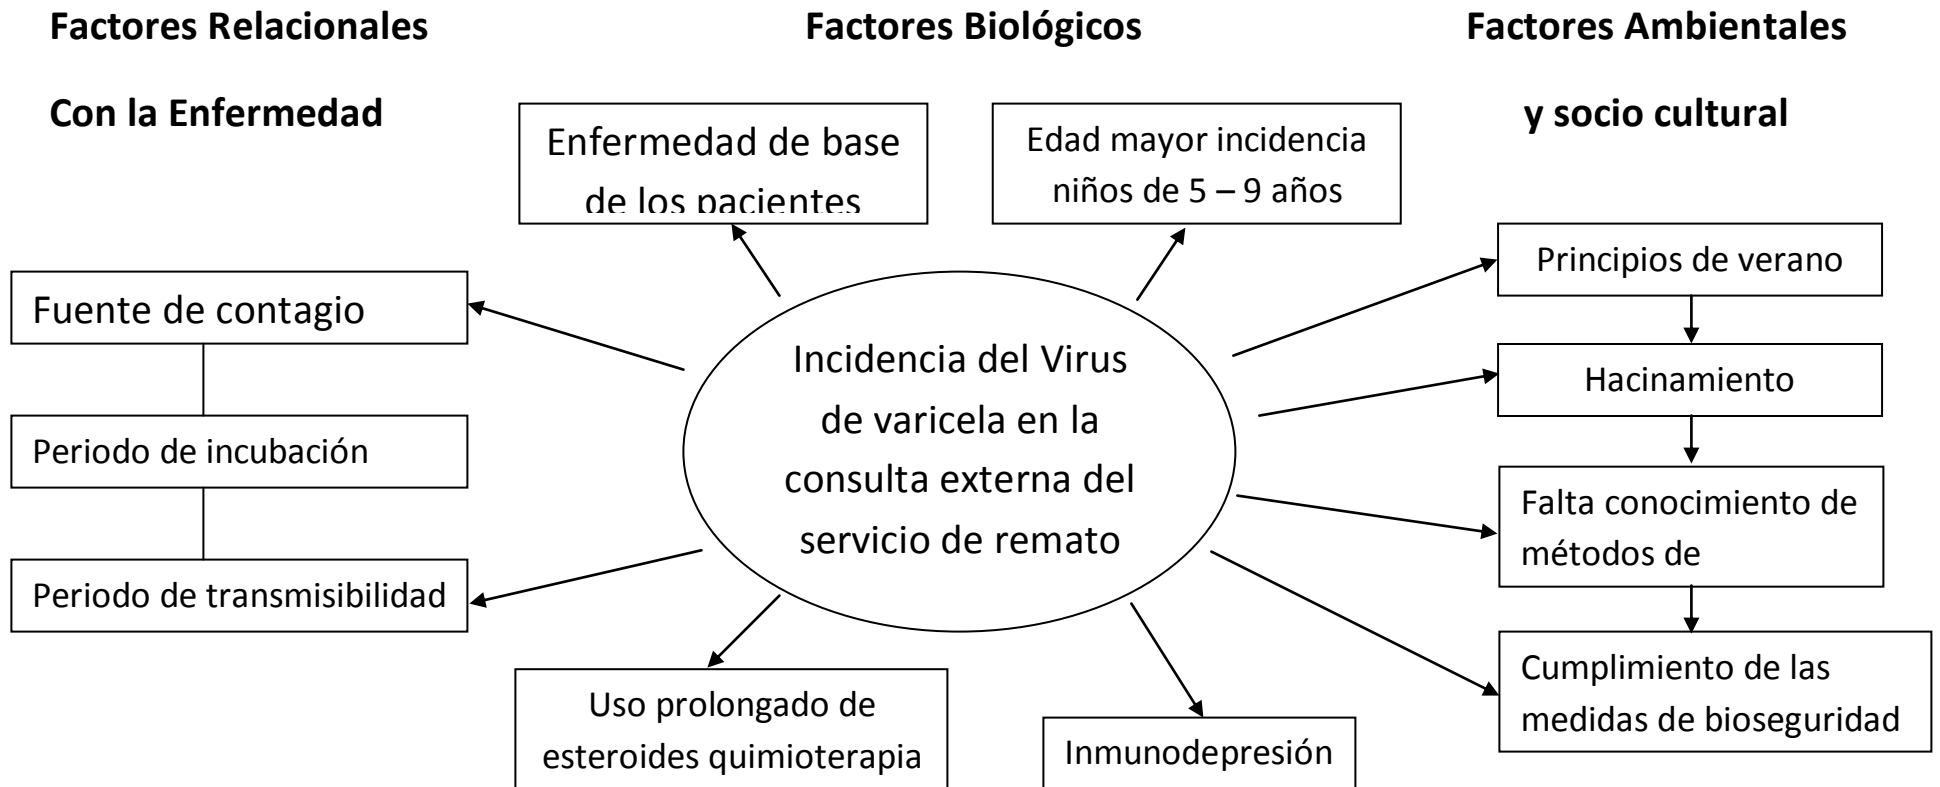 Factores Relacionales
Con la Enfermedad
Factores Biológicos
Factores Ambientales
y socio cultural
Enfermedad de base
de los pacientes
Edad mayor incidencia
niños de 5 – 9 años
Fuente de contagio
Periodo de incubación
Periodo de transmisibilidad
Incidencia del Virus
de varicela en la
consulta externa del
servicio de remato
Principios de verano
Hacinamiento
Falta conocimiento de
métodos de
Cumplimiento de las
medidas de bioseguridad
Uso prolongado de
esteroides quimioterapia
Inmunodepresión